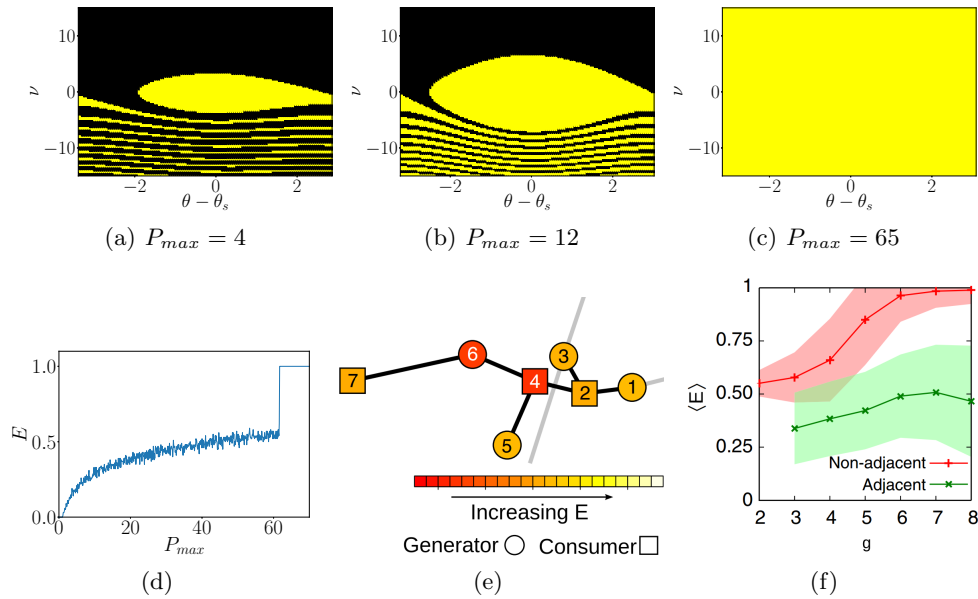 10
0
−10
ν
−2
0
2
θ − θs
(a) Pmax = 4
10
0
−10
ν
−2
0
2
θ − θs
(b) Pmax = 12
10
0
−10
ν
−2
0
2
θ − θs
(c) Pmax = 65
1.0
0.5
0.0
E
0
20
40
60
Pmax
(d)
7
6
4
3
2
1
5
Increasing E
Generator
Consumer
(e)
1
0.75
0.5
0.25
0
⟨E⟩
Non-adjacent
Adjacent
2
3
4
5
6
7
8
g
(f)